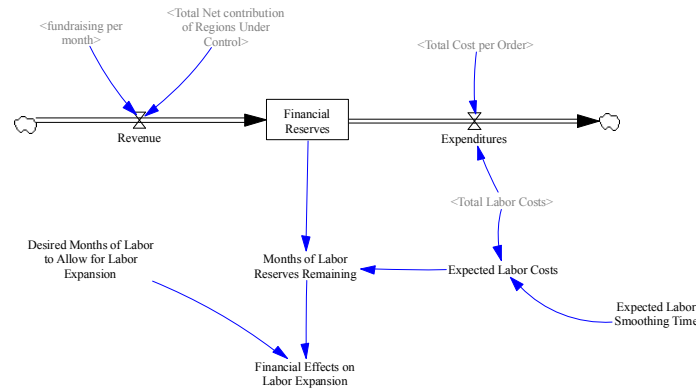 <fundraising per
month>
<Total Net contribution
of Regions Under
Control>
<Total Cost per Order>
Financial
Reserves
Revenue
Expenditures
<Total Labor Costs>
Desired Months of Labor
to Allow for Labor
Expansion
Months of Labor
Reserves Remaining
Expected Labor Costs
Expected Labor
Smoothing Time
Financial Effects on
Labor Expansion